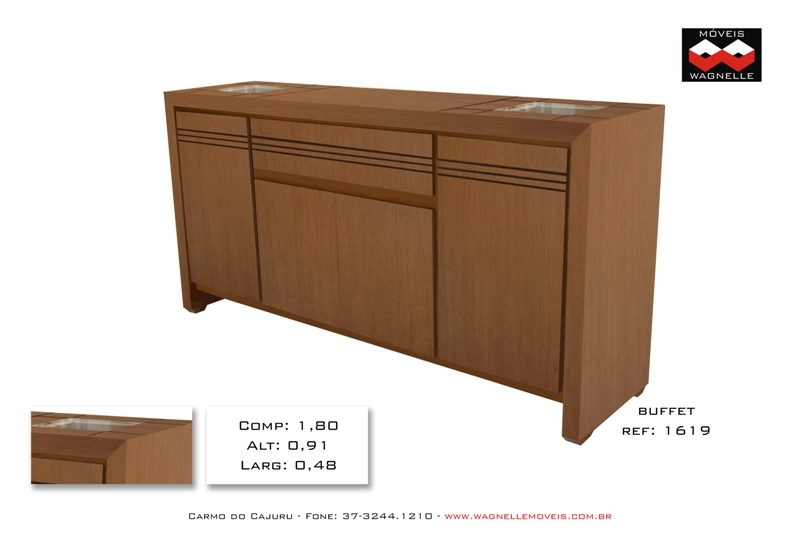 MÓVEIS
WAGNELLE
BUFFET
REF: 1619
COMP: 1,80
ALT: 0,91
LARG: 0,48
CARMO DO CAJURU - FONE: 37-3244.1210 - WWW.WAGNELLEMOVEIS.COM.BR